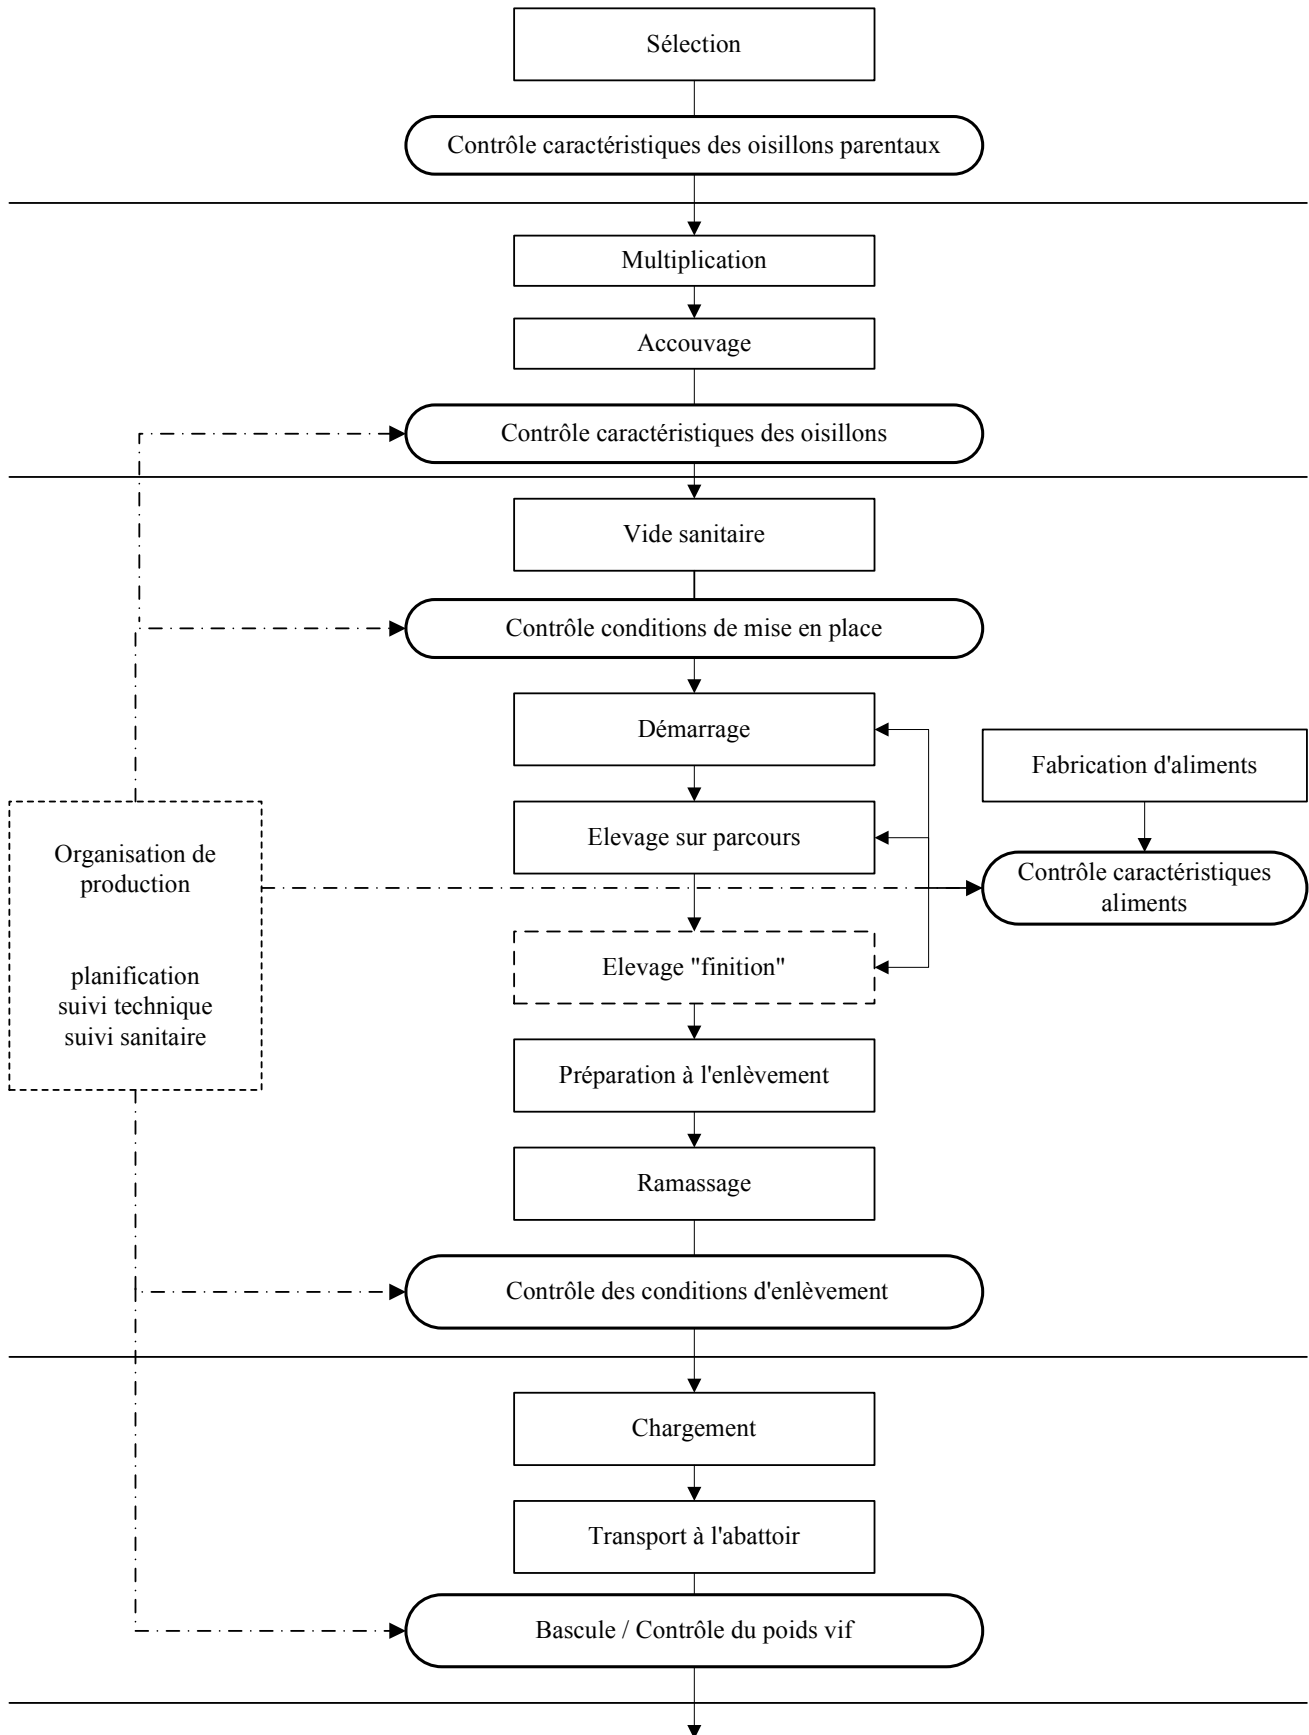 Sélection
Contrôle caractéristiques des oisillons parentaux
Multiplication
Accouvage
Contrôle caractéristiques des oisillons
Vide sanitaire
Contrôle conditions de mise en place
Démarrage
Fabrication d'aliments
Elevage sur parcours
Organisation de
production
Contrôle caractéristiques
aliments
Elevage "finition"
planification
suivi technique
suivi sanitaire
Préparation à l'enlèvement
Ramassage
Contrôle des conditions d'enlèvement
Chargement
Transport à l'abattoir
Bascule / Contrôle du poids vif